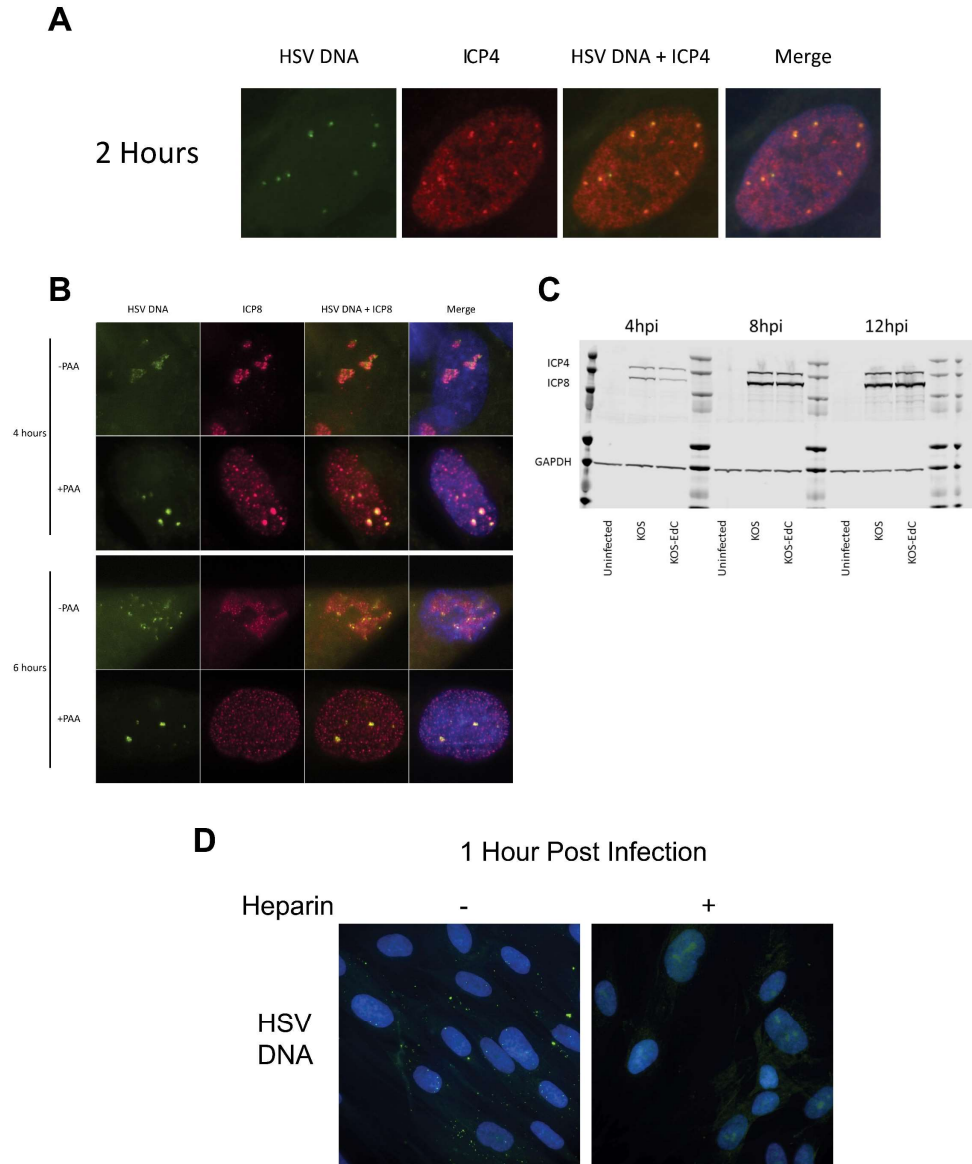 A
HSV DNA ICP4 HSV DNA + ICP4 Merge
2 Hours
B
HSV DNA ICP8 HSV DNA + ICP8 Merge
-PAA
4 hours
+PAA
-PAA
6 hours
+PAA
C
4hpi 8hpi 12hpi
ICP4
ICP8
GAPDH
Uninfected KOS KOS-EdC Uninfected KOS KOS-EdC Uninfected KOS KOS-EdC
D
1 Hour Post Infection
Heparin - +
HSV
DNA